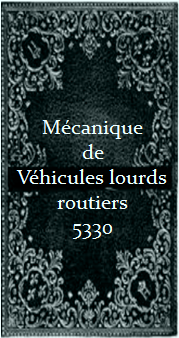 Mécanique
de
Véhicules lourds
routiers
5330